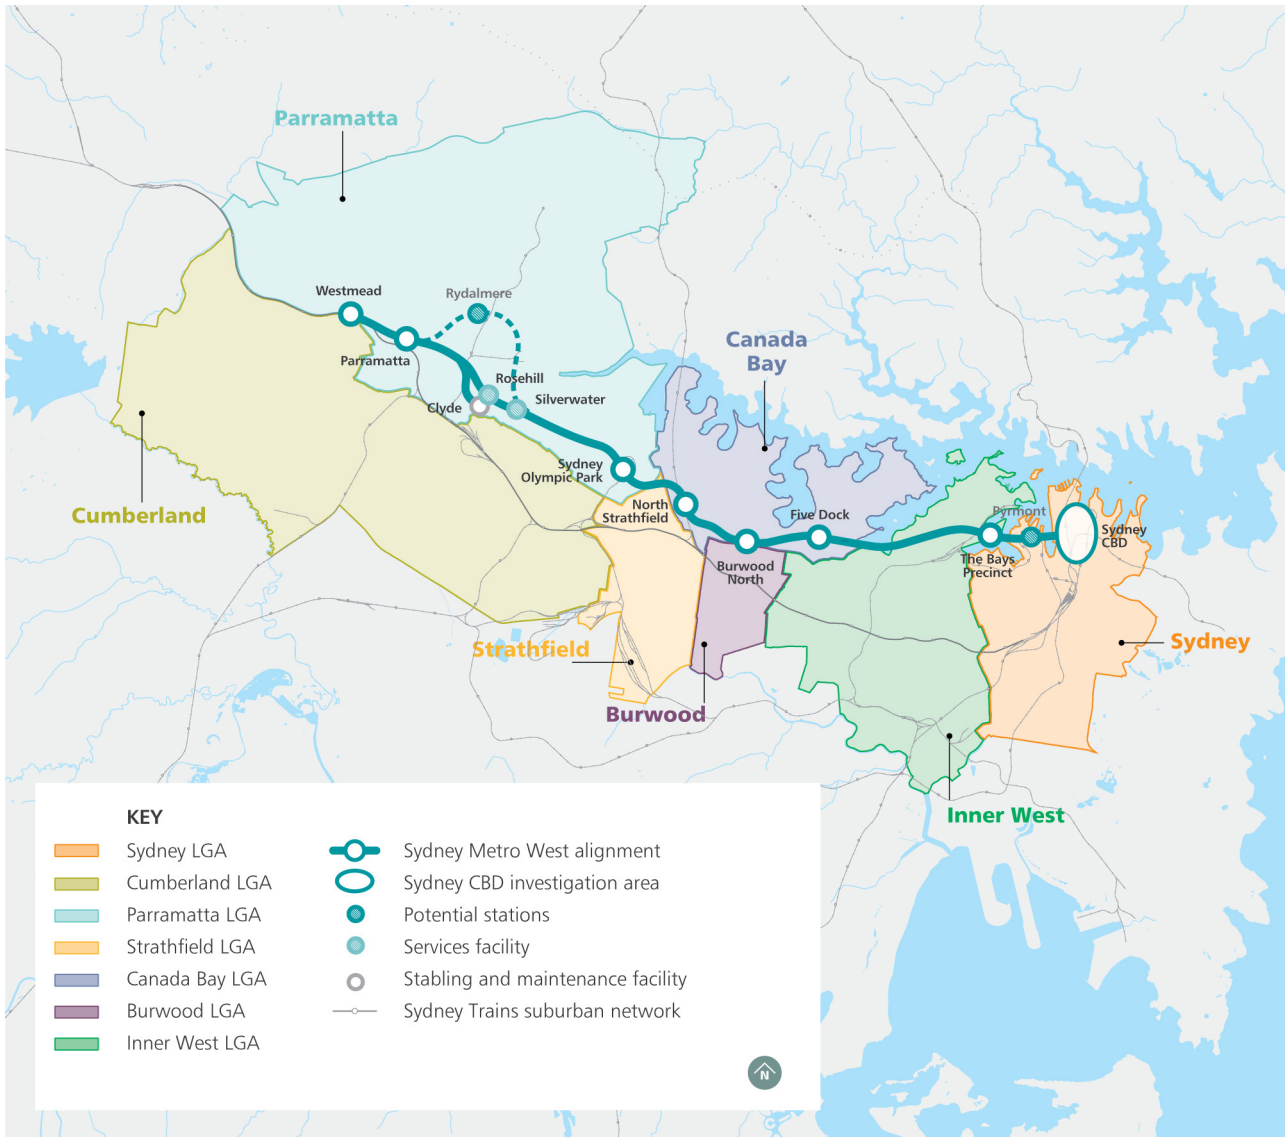 Parramatta
Westmead
Rydalmere
Canada
Bay
Parramatta
Rosehill
Silverwater
Clyde
Sydney
Olympic Park
North
Strathfield
Five Dock
Pyrmont
Sydney
CBD
Cumberland
The Bays
Precinct
Burwood
North
Strathfield
Sydney
Burwood
Inner West
KEY
Sydney LGA
Cumberland LGA
Parramatta LGA
Strathfield LGA
Canada Bay LGA
Burwood LGA
Inner West LGA
Sydney Metro West alignment
Sydney CBD investigation area
Potential stations
Services facility
Stabling and maintenance facility
Sydney Trains suburban network
N